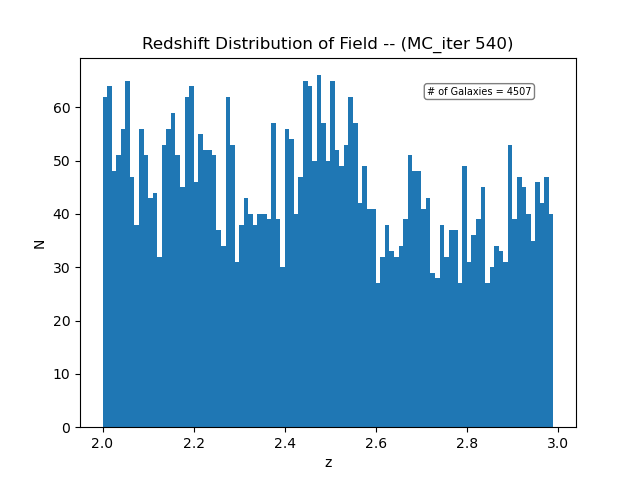 Redshift Distribution of Field -- (MC_iter 540)
# of Galaxies = 4507
N
60
50
40
30
20
10
0
2.0 2.2 2.4 2.6 2.8 3.0
z